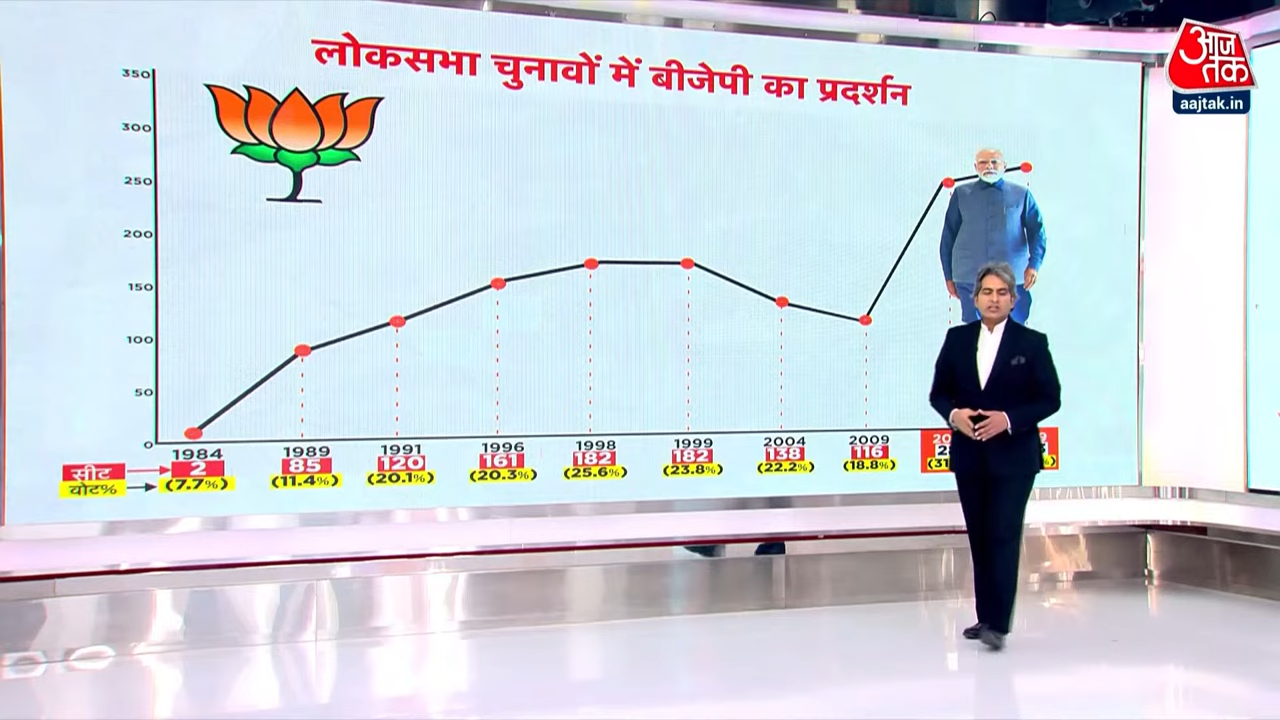 लोकसभा चुनावों में बीजेपी का प्रदर्शन
आज
तक
aajtak.in
350
300
250
200
150
100
50
0
1984 1989 1991 1996 1998 1999 2004 2009
सीट 2 85 120 161 182 182 138 116
वोट% (7.7%) (11.4%) (20.1%) (20.3%) (25.6%) (23.8%) (22.2%) (18.8%)